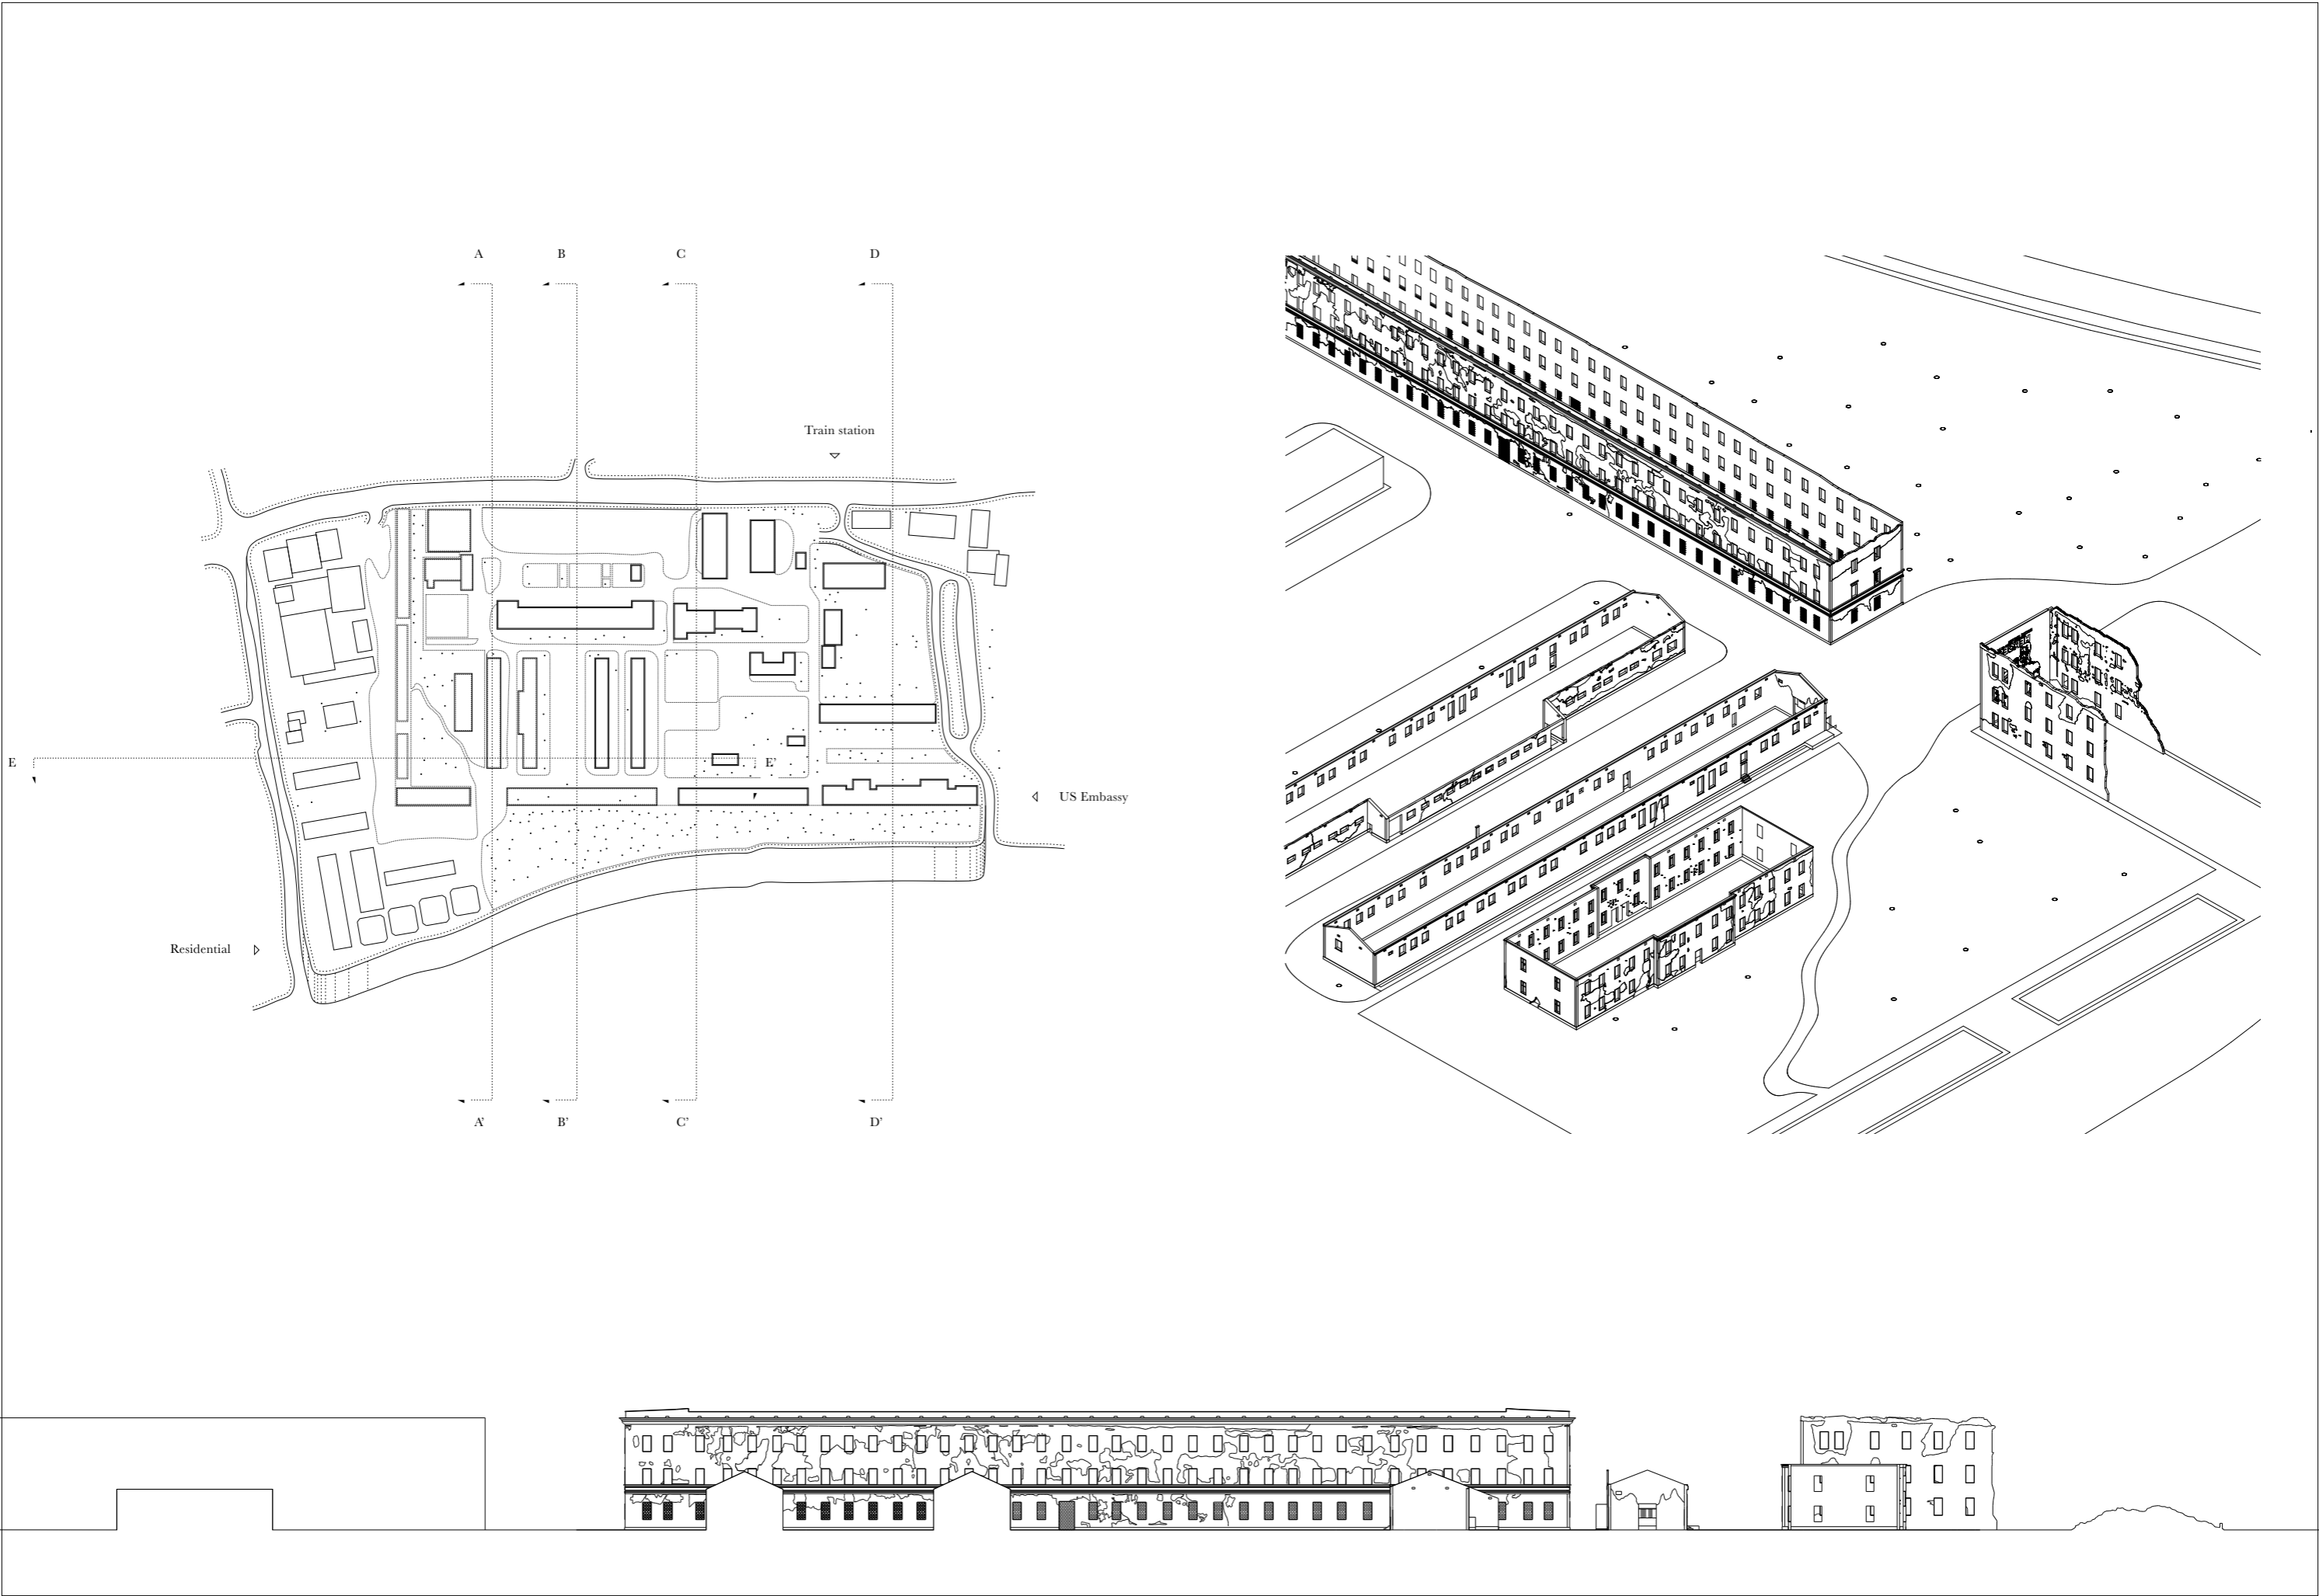 A B C D
Train station
E E'
US Embassy
Residential
A' B' C' D'